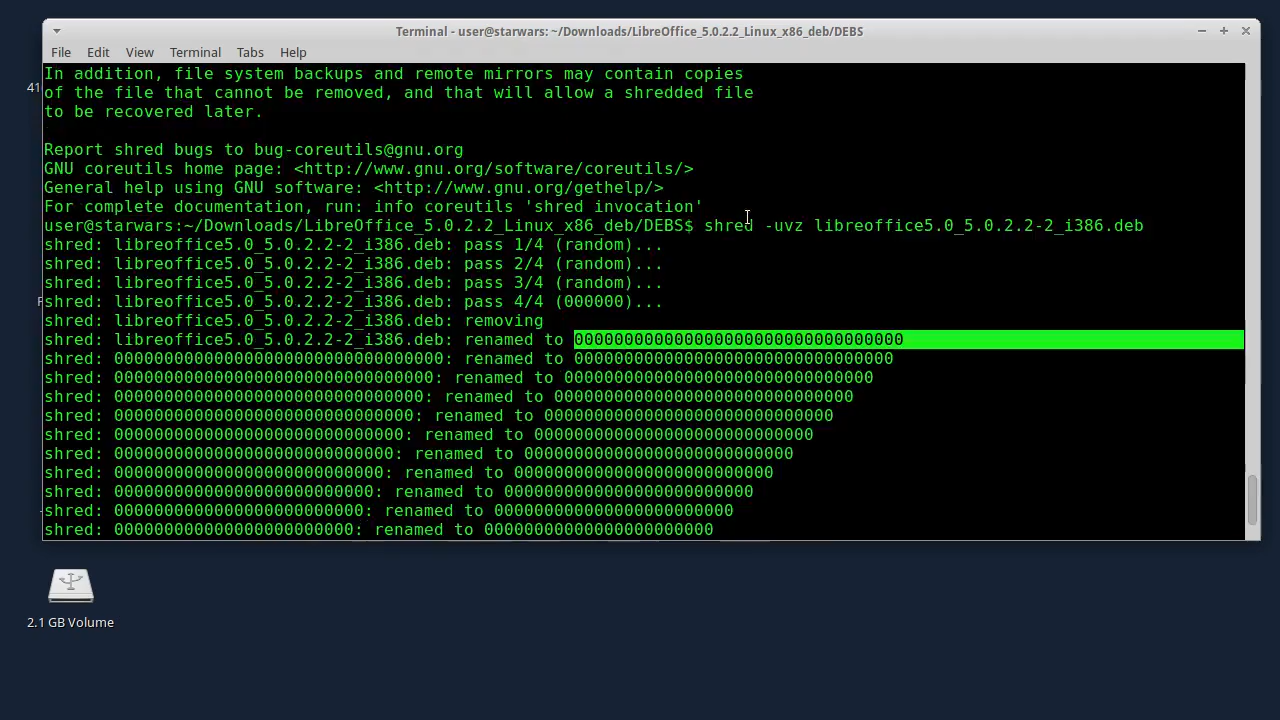 Terminal - user@starwars: ~/Downloads/LibreOffice_5.0.2.2_Linux_x86_deb/DEBS
File Edit View Terminal Tabs Help
In addition, file system backups and remote mirrors may contain copies
of the file that cannot be removed, and that will allow a shredded file
to be recovered later.
Report shred bugs to bug-coreutils@gnu.org
GNU coreutils home page: <http://www.gnu.org/software/coreutils/>
General help using GNU software: <http://www.gnu.org/gethelp/>
For complete documentation, run: info coreutils 'shred invocation'
user@starwars:~/Downloads/LibreOffice_5.0.2.2_Linux_x86_deb/DEBS$ shred -uvz libreoffice5.0_5.0.2.2-2_i386.deb
shred: libreoffice5.0_5.0.2.2-2_i386.deb: pass 1/4 (random)...
shred: libreoffice5.0_5.0.2.2-2_i386.deb: pass 2/4 (random)...
shred: libreoffice5.0_5.0.2.2-2_i386.deb: pass 3/4 (random)...
shred: libreoffice5.0_5.0.2.2-2_i386.deb: pass 4/4 (000000)...
shred: libreoffice5.0_5.0.2.2-2_i386.deb: removing
shred: libreoffice5.0_5.0.2.2-2_i386.deb: renamed to 000000000000000000000000000000000
shred: 000000000000000000000000000000000: renamed to 00000000000000000000000000000000
shred: 00000000000000000000000000000000: renamed to 0000000000000000000000000000000
shred: 0000000000000000000000000000000: renamed to 000000000000000000000000000000
shred: 000000000000000000000000000000: renamed to 00000000000000000000000000000
shred: 00000000000000000000000000000: renamed to 0000000000000000000000000000
shred: 0000000000000000000000000000: renamed to 000000000000000000000000000
shred: 000000000000000000000000000: renamed to 00000000000000000000000000
shred: 00000000000000000000000000: renamed to 0000000000000000000000000
shred: 0000000000000000000000000: renamed to 000000000000000000000000
shred: 000000000000000000000000: renamed to 00000000000000000000000
41
2.1 GB Volume